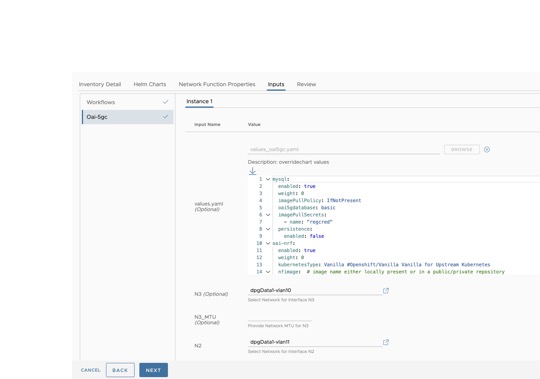 Inventory Detail Helm Charts Network Function Properties Inputs Review
Workflows
Oai-5gc
Instance 1
Input Name Value
values_oai5gc.yaml BROWSE
Description: overridechart values
values.yaml
(Optional)
1 mysql:
2 enabled: true
3 weight: 0
4 imagePullPolicy: IfNotPresent
5 oai5gdatabase: basic
6 imagePullSecrets:
7 - name: "regcred"
8 persistence:
9 enabled: false
10 oai-nrf:
11 enabled: true
12 weight: 0
13 kubernetesType: Vanilla #Openshift/Vanilla Vanilla for Upstream Kubernetes
14 nfimage: # image name either locally present or in a public/private repository
N3 (Optional) dpgData1-vlan10
Select Network for Interface N3
N3_MTU
(Optional)
Provide Network MTU for N3
N2 dpgData1-vlan11
Select Network for Interface N2
CANCEL BACK NEXT